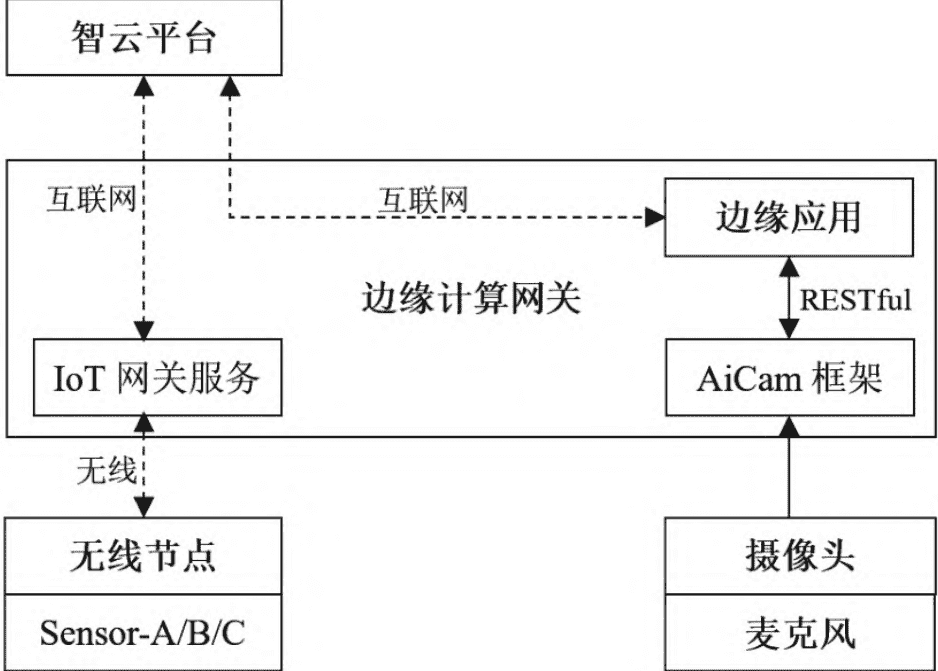 智云平台
互联网
互联网
边缘应用
边缘计算网关
RESTful
IoT 网关服务
AiCam 框架
无线
无线节点
摄像头
Sensor-A/B/C
麦克风